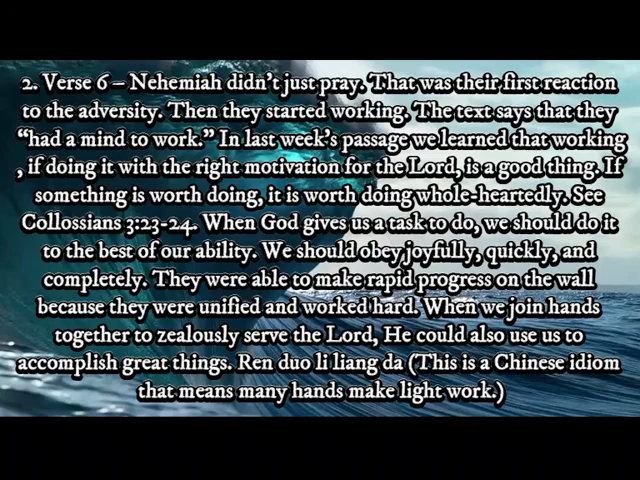 2. Verse 6 – Nehemiah didn't just pray. That was their first reaction
to the adversity. Then they started working. The text says that they
“had a mind to work.” In last week's passage we learned that working
, if doing it with the right motivation for the Lord, is a good thing. If
something is worth doing, it is worth doing whole-heartedly. See
Collossians 3:23-24. When God gives us a task to do, we should do it
to the best of our ability. We should obey joyfully, quickly, and
completely. They were able to make rapid progress on the wall
because they were unified and worked hard. When we join hands
together to zealously serve the Lord, He could also use us to
accomplish great things. Ren duo li liang da (This is a Chinese idiom
that means many hands make light work.)